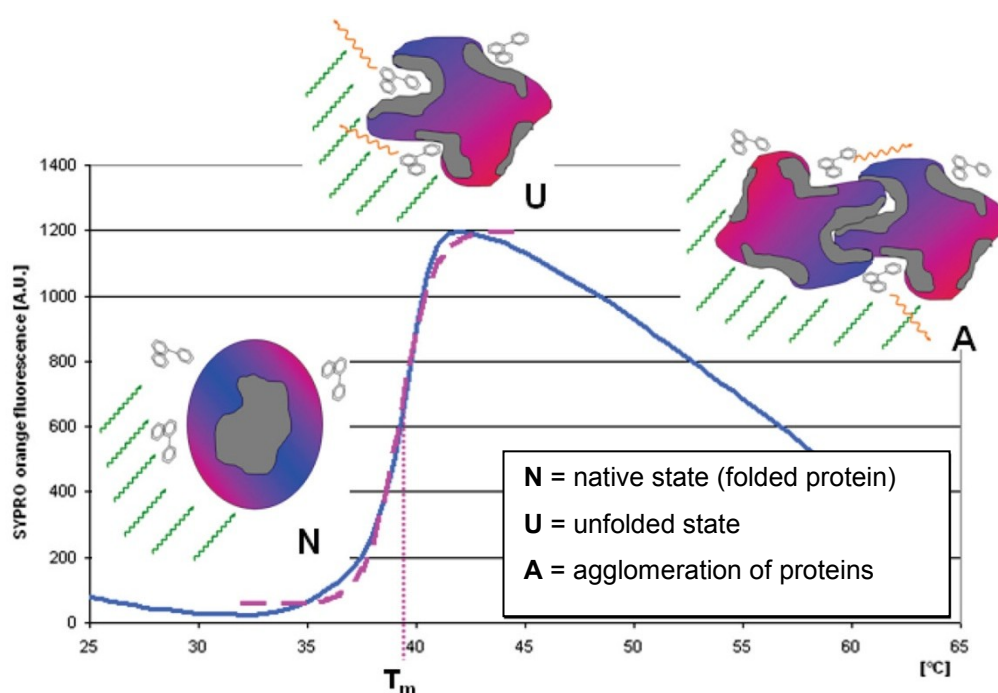 U
A
N
SYPRO orange fluorescence [A.U.]
1400
1200
1000
800
600
400
200
0
25
30
35
40
45
50
55
60
65
[°C]
Tm
N = native state (folded protein)
U = unfolded state
A = agglomeration of proteins